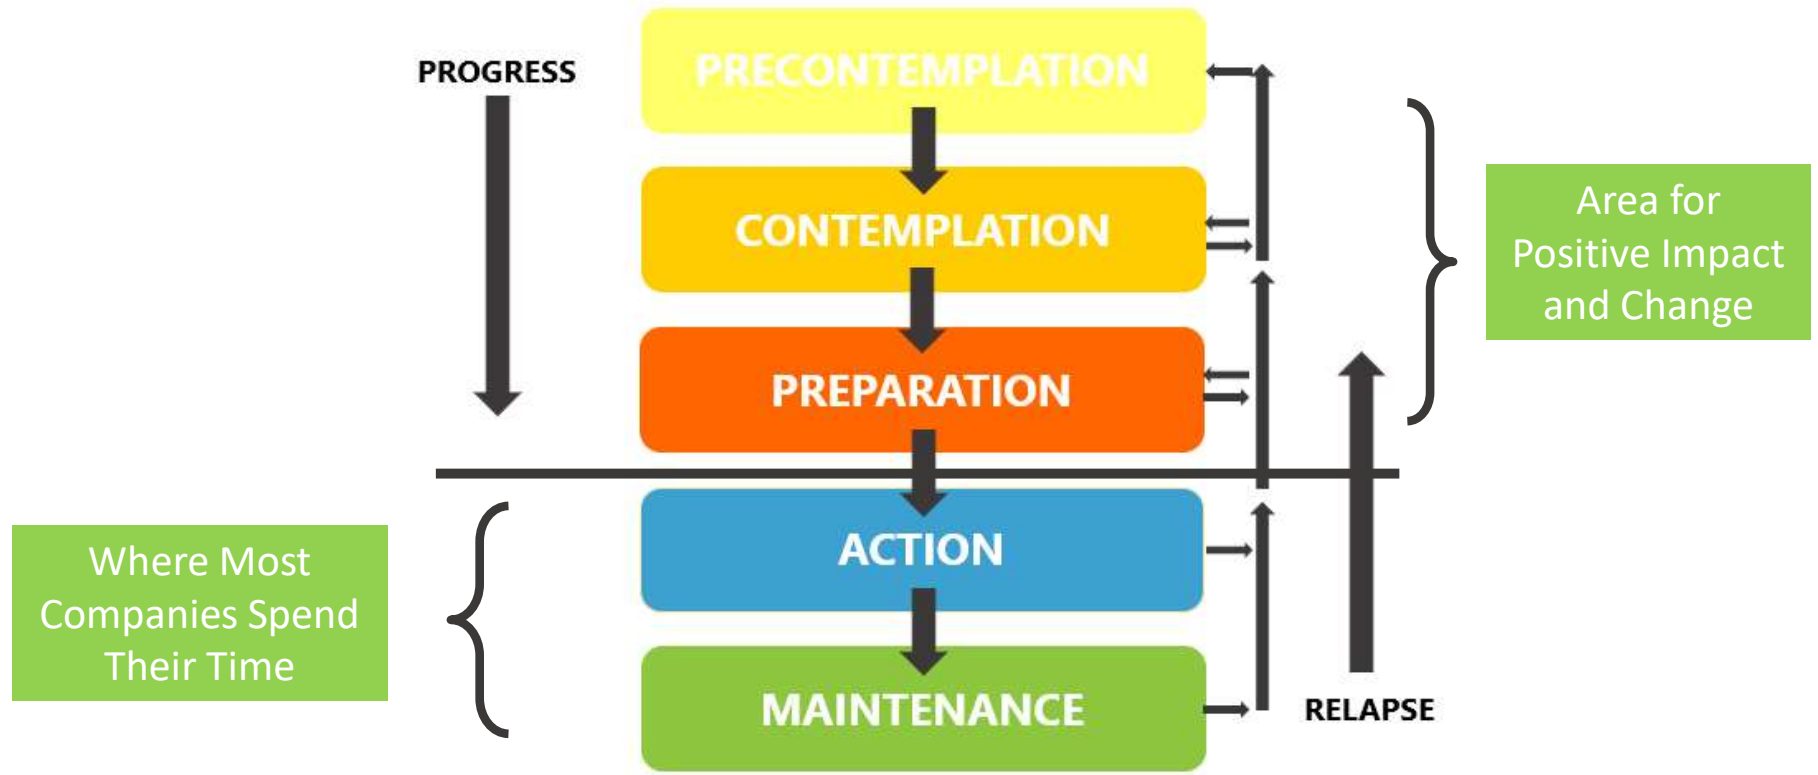 PROGRESS
PRECONTEMPLATION
CONTEMPLATION
Area for
Positive Impact
and Change
PREPARATION
Where Most
Companies Spend
Their Time
ACTION
MAINTENANCE
RELAPSE